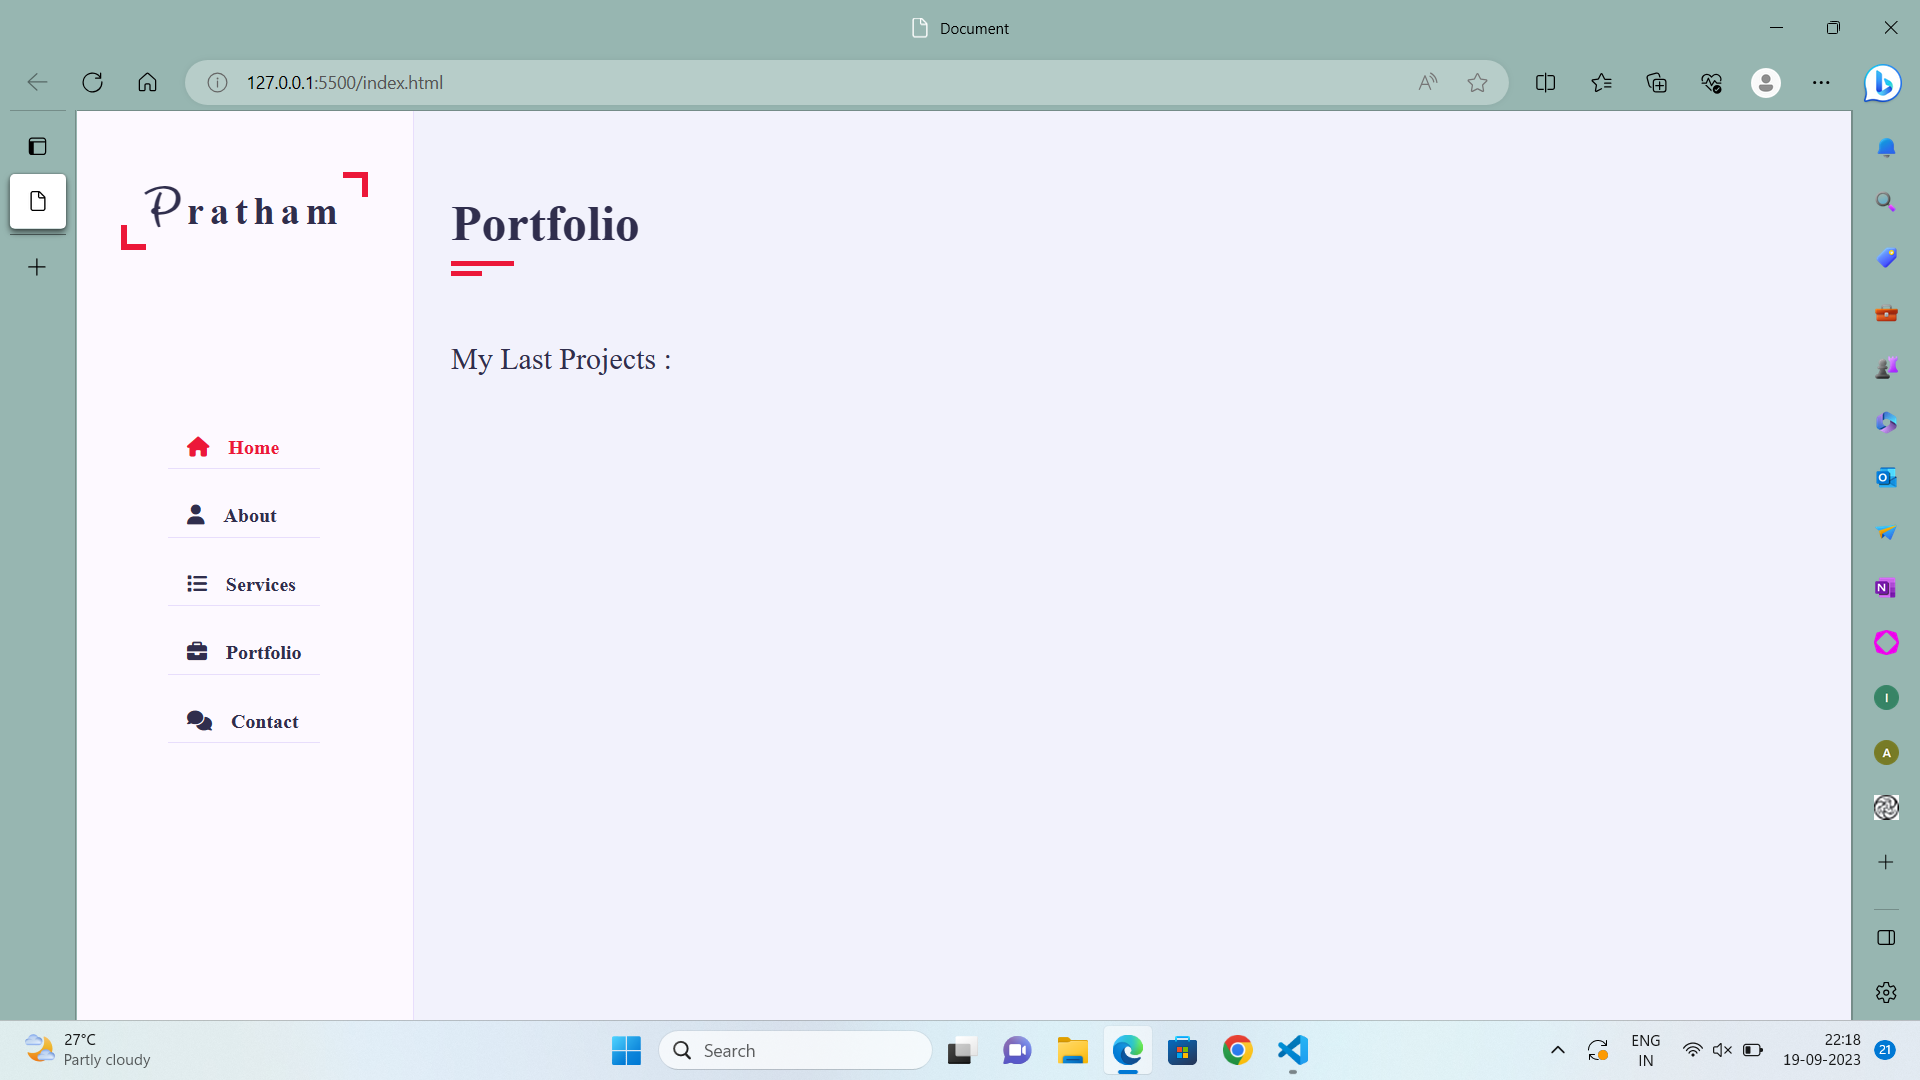 Document
127.0.0.1:5500/index.html
Pratham
Portfolio
My Last Projects :
Home
About
Services
Portfolio
Contact
N
I
A
27°C
Partly cloudy
Search
ENG
IN
22:18
19-09-2023
21